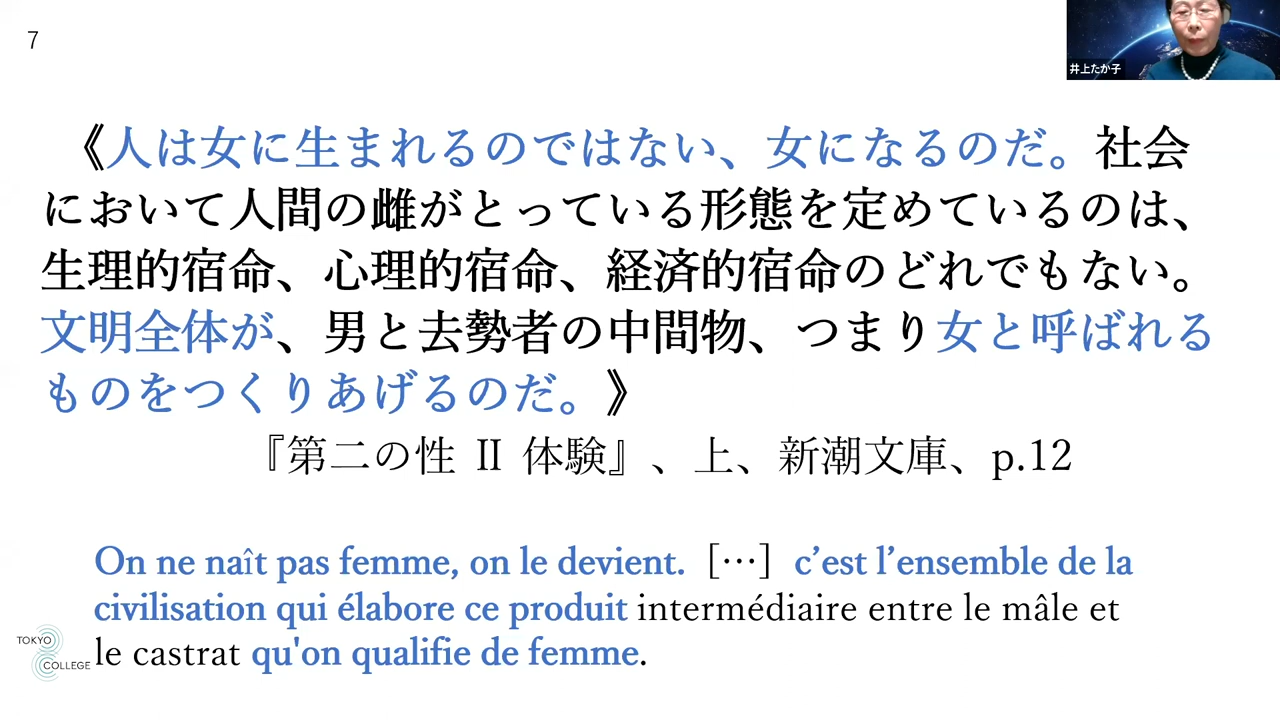 7
井上たか子
《人は女に生まれるのではない、女になるのだ。社会
において人間の雌がとっている形態を定めているのは、
生理的宿命、心理的宿命、経済的宿命のどれでもない。
文明全体が、男と去勢者の中間物、つまり女と呼ばれる
ものをつくりあげるのだ。》
『第二の性 II 体験』、上、新潮文庫、p.12
On ne naît pas femme, on le devient. […] c’est l’ensemble de la
civilisation qui élabore ce produit intermédiaire entre le mâle et
le castrat qu'on qualifie de femme.
TOKYO
COLLEGE